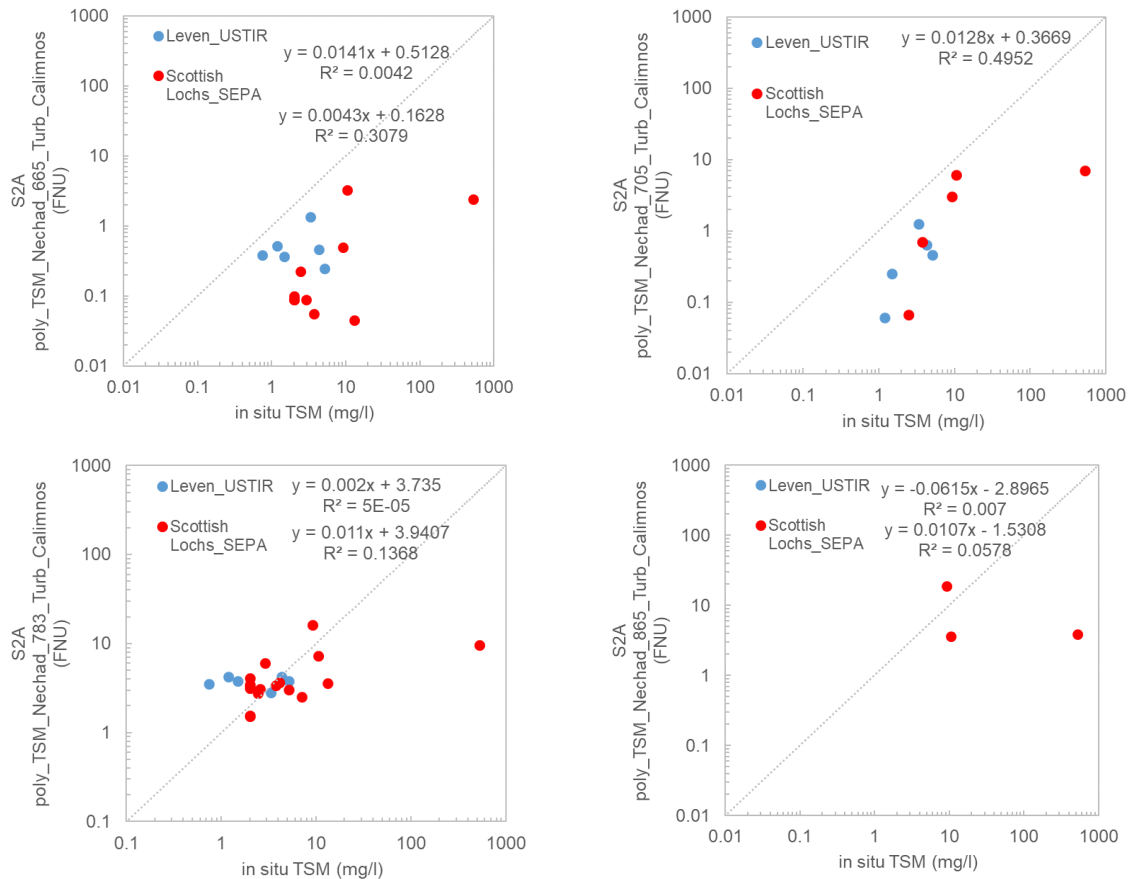 1000
100
10
1
0.1
0.01
S2A
poly_TSM_Nechad_665_Turb_Calimnos
(FNU)
Leven_USTIR
Scottish
Lochs_SEPA
y = 0.0141x + 0.5128
R² = 0.0042
y = 0.0043x + 0.1628
R² = 0.3079
0.01 0.1 1 10 100 1000
in situ TSM (mg/l)
1000
100
10
1
0.1
0.01
S2A
poly_TSM_Nechad_705_Turb_Calimnos
(FNU)
Leven_USTIR
Scottish
Lochs_SEPA
y = 0.0128x + 0.3669
R² = 0.4952
0.01 0.1 1 10 100 1000
in situ TSM (mg/l)
1000
100
10
1
0.1
S2A
poly_TSM_Nechad_783_Turb_Calimnos
(FNU)
Leven_USTIR
Scottish
Lochs_SEPA
y = 0.002x + 3.735
R² = 5E-05
y = 0.011x + 3.9407
R² = 0.1368
0.1 1 10 100 1000
in situ TSM (mg/l)
1000
100
10
1
0.1
0.01
S2A
poly_TSM_Nechad_865_Turb_Calimnos
(FNU)
Leven_USTIR
Scottish
Lochs_SEPA
y = -0.0615x - 2.8965
R² = 0.007
y = 0.0107x - 1.5308
R² = 0.0578
0.01 0.1 1 10 100 1000
in situ TSM (mg/l)